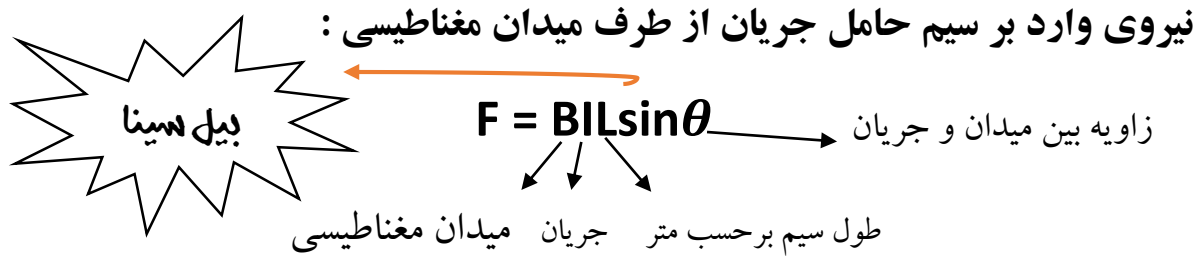 نیروی وارد بر سیم حامل جریان از طرف میدان مغناطیسی :
بیل سینا
F = BILsinθ
زاویه بین میدان و جریان
میدان مغناطیسی
جریان
طول سیم برحسب متر